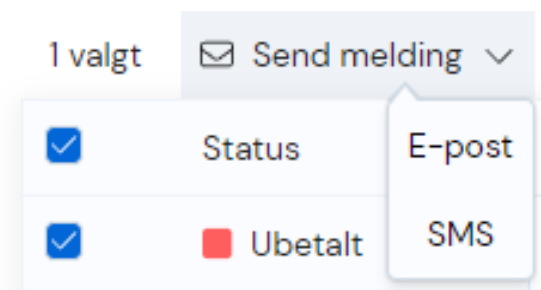 1 valgt Send melding
Status
E-post
Ubetalt
SMS